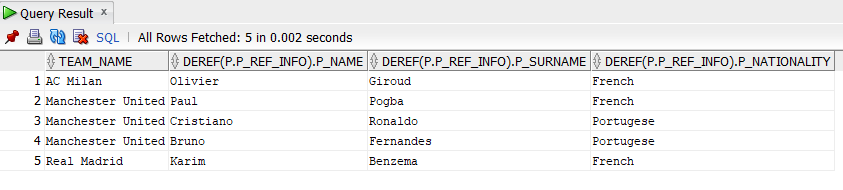 Query Result x
SQL | All Rows Fetched: 5 in 0.002 seconds
TEAM_NAME DEREF(P.P_REF_INFO).P_NAME DEREF(P.P_REF_INFO).P_SURNAME DEREF(P.P_REF_INFO).P_NATIONALITY
1 AC Milan Olivier Giroud French
2 Manchester United Paul Pogba French
3 Manchester United Cristiano Ronaldo Portugese
4 Manchester United Bruno Fernandes Portugese
5 Real Madrid Karim Benzema French